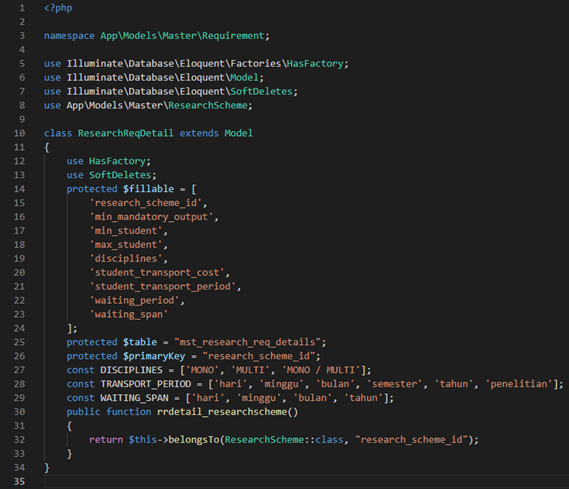 1 <?php
2
3 namespace App\Models\Master\Requirement;
4
5 use Illuminate\Database\Eloquent\Factories\HasFactory;
6 use Illuminate\Database\Eloquent\Model;
7 use Illuminate\Database\Eloquent\SoftDeletes;
8 use App\Models\Master\ResearchScheme;
9
10 class ResearchReqDetail extends Model
11 {
12     use HasFactory;
13     use SoftDeletes;
14     protected $fillable = [
15         'research_scheme_id',
16         'min_mandatory_output',
17         'min_student',
18         'max_student',
19         'disciplines',
20         'student_transport_cost',
21         'student_transport_period',
22         'waiting_period',
23         'waiting_span'
24     ];
25     protected $table = "mst_research_req_details";
26     protected $primaryKey = "research_scheme_id";
27     const DISCIPLINES = ['MONO', 'MULTI', 'MONO / MULTI'];
28     const TRANSPORT_PERIOD = ['hari', 'minggu', 'bulan', 'semester', 'tahun', 'penelitian'];
29     const WAITING_SPAN = ['hari', 'minggu', 'bulan', 'tahun'];
30     public function rrdetail_researchscheme()
31     {
32         return $this->belongsTo(ResearchScheme::class, "research_scheme_id");
33     }
34 }
35